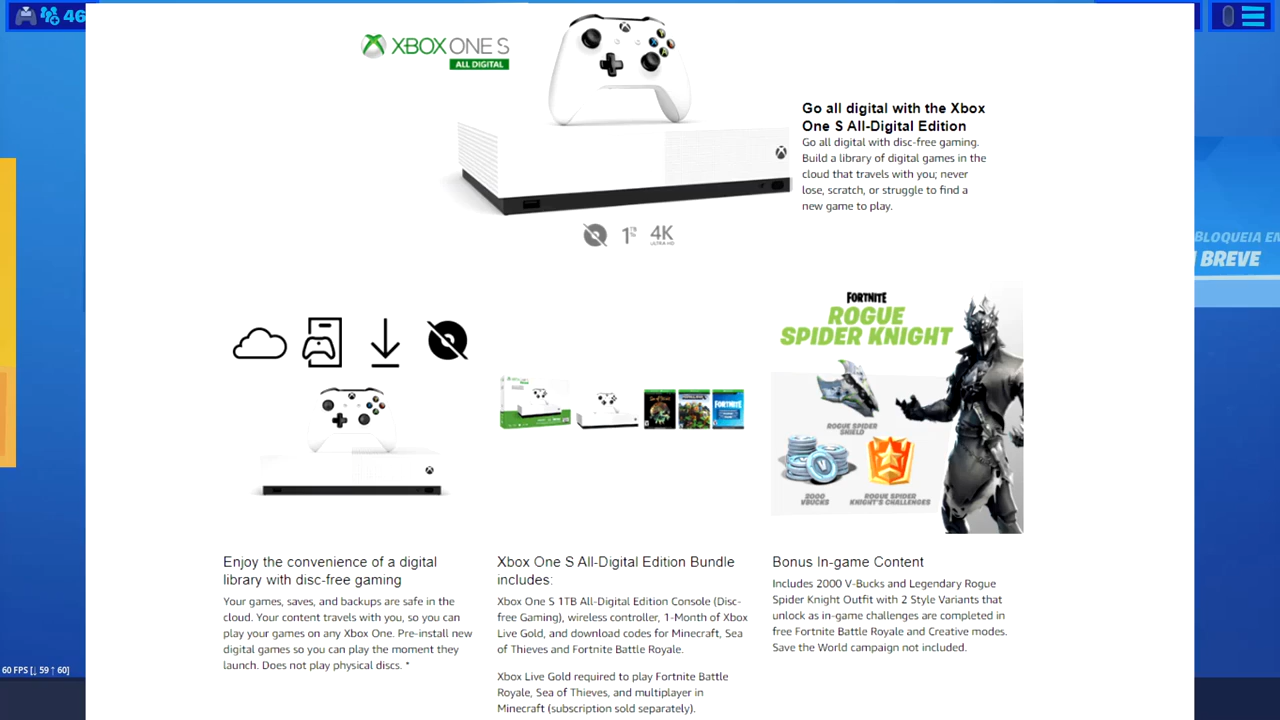 46
XBOX ONE S
ALL DIGITAL
Go all digital with the Xbox
One S All-Digital Edition
Go all digital with disc-free gaming.
Build a library of digital games in the
cloud that travels with you; never
lose, scratch, or struggle to find a
new game to play.
1TB
4K
ULTRA HD
BLOQUEIA EM
BREVE
FORTNITE
ROGUE
SPIDER KNIGHT
ROGUE SPIDER
SHIELD
2000
VBUCKS
ROGUE SPIDER
KNIGHT'S CHALLENGES
FORTNITE
Enjoy the convenience of a digital
library with disc-free gaming
Your games, saves, and backups are safe in the
cloud. Your content travels with you, so you can
play your games on any Xbox One. Pre-install new
digital games so you can play the moment they
launch. Does not play physical discs. *
Xbox One S All-Digital Edition Bundle
includes:
Xbox One S 1TB All-Digital Edition Console (Disc-
free Gaming), wireless controller, 1-Month of Xbox
Live Gold, and download codes for Minecraft, Sea
of Thieves and Fortnite Battle Royale.
Xbox Live Gold required to play Fortnite Battle
Royale, Sea of Thieves, and multiplayer in
Minecraft (subscription sold separately).
Bonus In-game Content
Includes 2000 V-Bucks and Legendary Rogue
Spider Knight Outfit with 2 Style Variants that
unlock as in-game challenges are completed in
free Fortnite Battle Royale and Creative modes.
Save the World campaign not included.
60 FPS [↓ 59 ↑ 60]